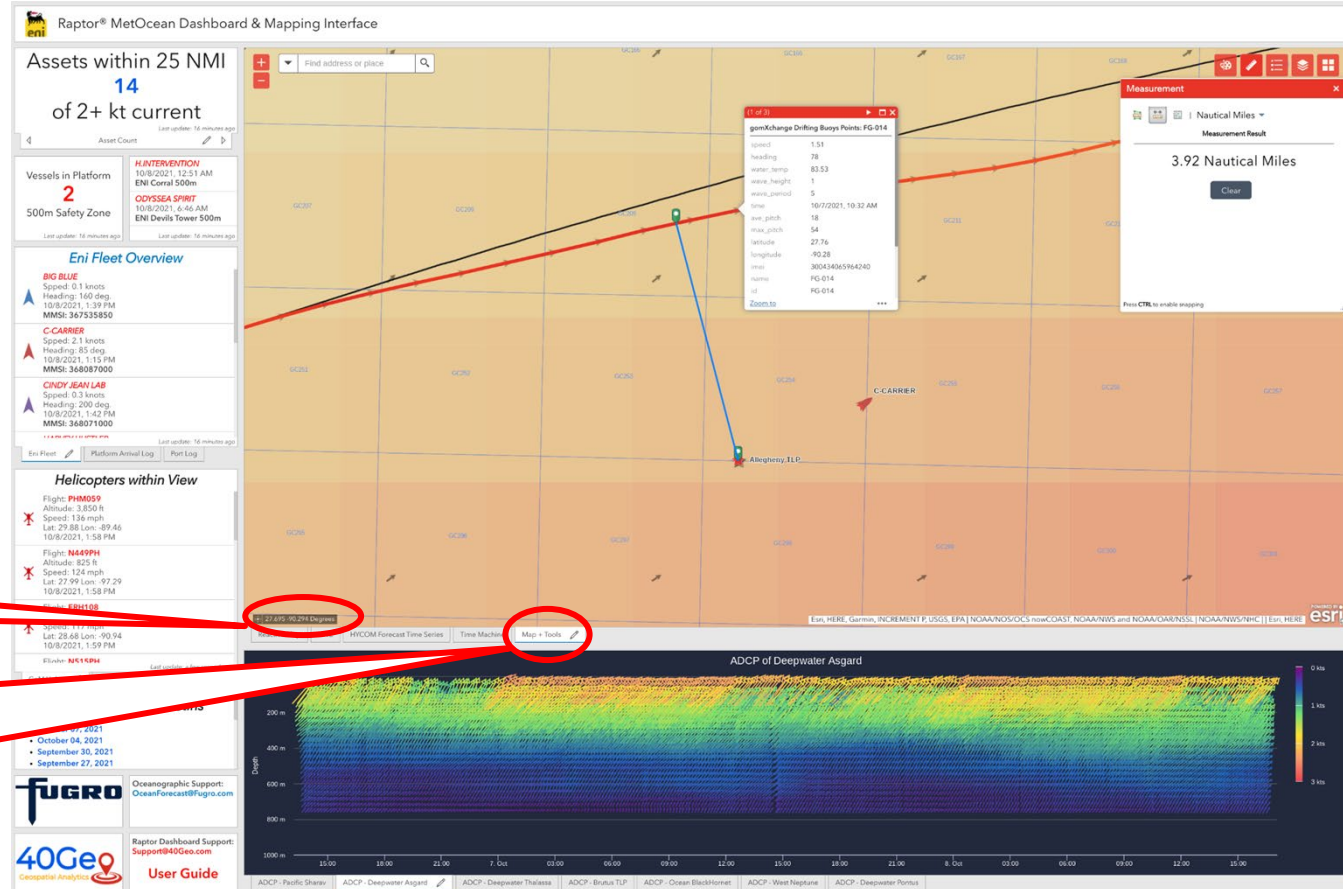 eni
Raptor® MetOcean Dashboard & Mapping Interface
Assets within 25 NMI
14
of 2+ kt current
Last update: 16 minutes ago
Asset Count
Vessels in Platform
2
500m Safety Zone
Last update: 16 minutes ago
H.INTERVENTION
10/8/2021, 12:51 AM
ENI Corral 500m
ODYSSEA SPIRIT
10/8/2021, 6:46 AM
ENI Devils Tower 500m
Last update: 16 minutes ago
Eni Fleet Overview
BIG BLUE
Spped: 0.1 knots
Heading: 160 deg.
10/8/2021, 1:39 PM
MMSI: 367535850
C-CARRIER
Spped: 2.1 knots
Heading: 85 deg.
10/8/2021, 1:15 PM
MMSI: 368087000
CINDY JEAN LAB
Spped: 0.3 knots
Heading: 200 deg.
10/8/2021, 1:42 PM
MMSI: 368071000
Last update: 16 minutes ago
Eni Fleet
Platform Arrival Log
Port Log
Helicopters within View
Flight: PHM059
Altitude: 3,850 ft
Speed: 136 mph
Lat: 29.88 Lon: -89.46
10/8/2021, 1:58 PM
Flight: N449PH
Altitude: 825 ft
Speed: 124 mph
Lat: 27.99 Lon: -97.29
10/8/2021, 1:58 PM
Flight: ERH108
Speed: 117 mph
Lat: 28.68 Lon: -90.94
10/8/2021, 1:59 PM
Flight: N515PH
October 04, 2021
September 30, 2021
September 27, 2021
FUGRO
Oceanographic Support:
OceanForecast@Fugro.com
40Geo
Geospatial Analytics
Raptor Dashboard Support:
Support@40Geo.com
User Guide
Find address or place
GC207
GC206
GC205
GC251
GC252
GC253
GC254
GC255
GC256
GC257
(1 of 3)
gomXchange Drifting Buoys Points: FG-014
speed 1.51
heading 78
water_temp 83.53
wave_height 1
wave_period 5
time 10/7/2021, 10:32 AM
ave_pitch 18
max_pitch 54
latitude 27.76
longitude -90.28
imei 300434065964240
name FG-014
id FG-014
Zoom to
Measurement
Nautical Miles
Measurement Result
3.92 Nautical Miles
Clear
Press CTRL to enable snapping
C-CARRIER
Allegheny TLP
27.695 -90.294 Degrees
Esri, HERE, Garmin, INCREMENT P, USGS, EPA | NOAA/NOS/OCS nowCOAST, NOAA/NWS and NOAA/OAR/NSSL | NOAA/NWS/NHC | | Esri, HERE
POWERED BY
esri
HYCOM Forecast Time Series
Time Machine
Map + Tools
ADCP of Deepwater Asgard
Depth
200 m
400 m
600 m
800 m
1000 m
15:00 18:00 21:00 7. Oct 03:00 06:00 09:00 12:00 15:00 18:00 21:00 8. Oct 03:00 06:00 09:00 12:00 15:00
0 kts
1 kts
2 kts
3 kts
ADCP - Pacific Sharav
ADCP - Deepwater Asgard
ADCP - Deepwater Thalassa
ADCP - Brutus TLP
ADCP - Ocean BlackHornet
ADCP - West Neptune
ADCP - Deepwater Pontus